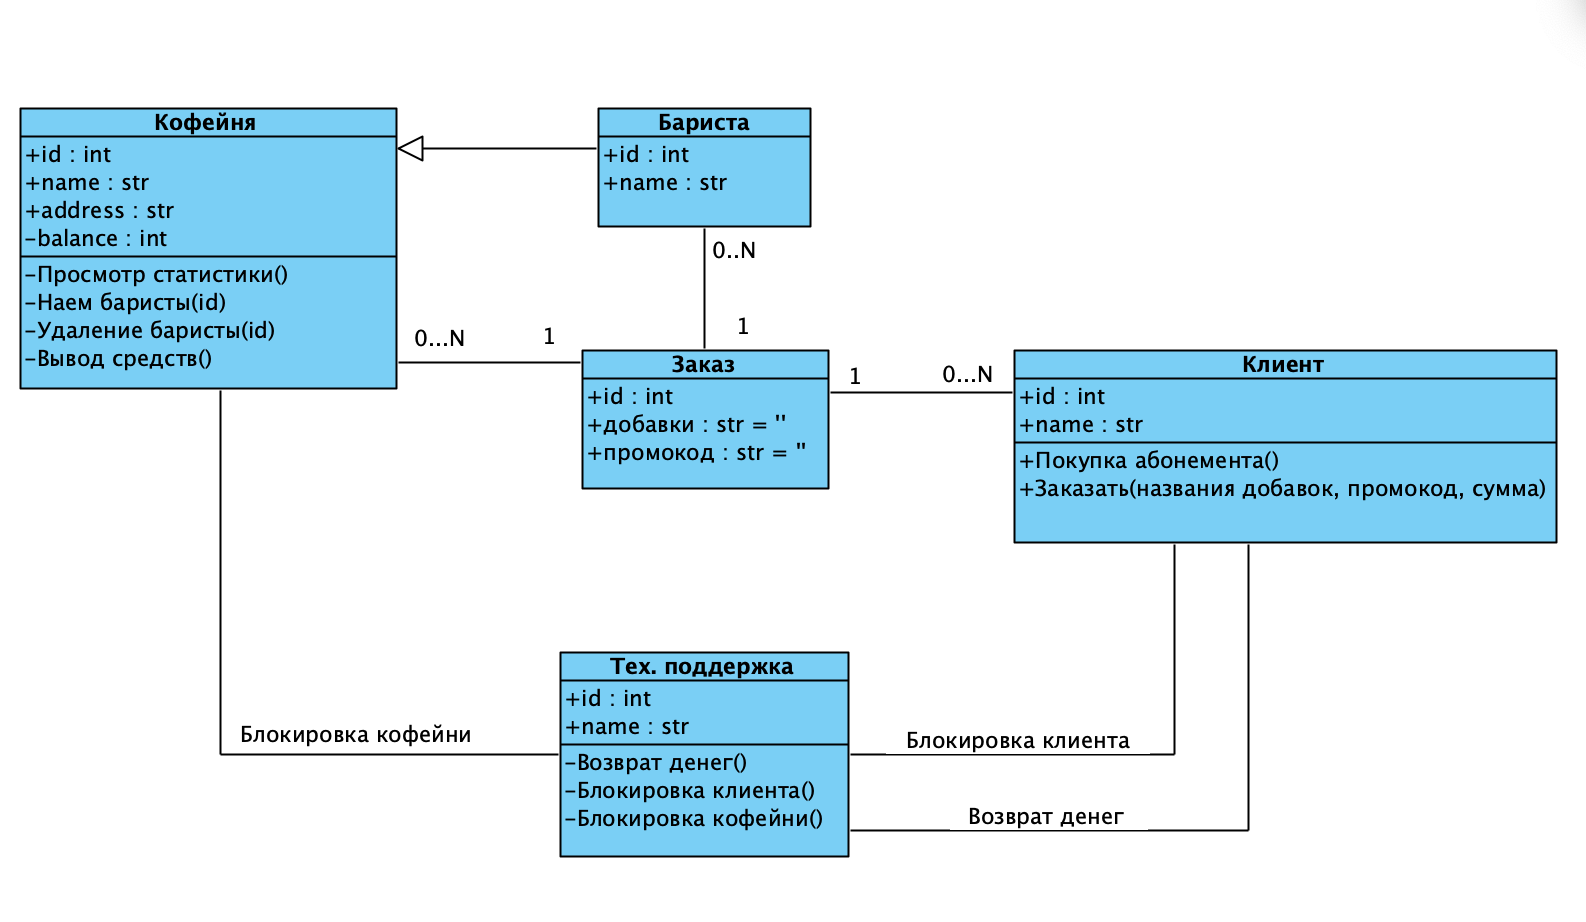 Кофейня
+id : int
+name : str
+address : str
-balance : int
-Просмотр статистики()
-Наем баристы(id)
-Удаление баристы(id)
-Вывод средств()
Бариста
+id : int
+name : str
0..N
1
0...N
1
Заказ
+id : int
+добавки : str = ''
+промокод : str = "
1
0...N
Клиент
+id : int
+name : str
+Покупка абонемента()
+Заказать(названия добавок, промокод, сумма)
Тех. поддержка
+id : int
+name : str
-Возврат денег()
-Блокировка клиента()
-Блокировка кофейни()
Блокировка кофейни
Блокировка клиента
Возврат денег